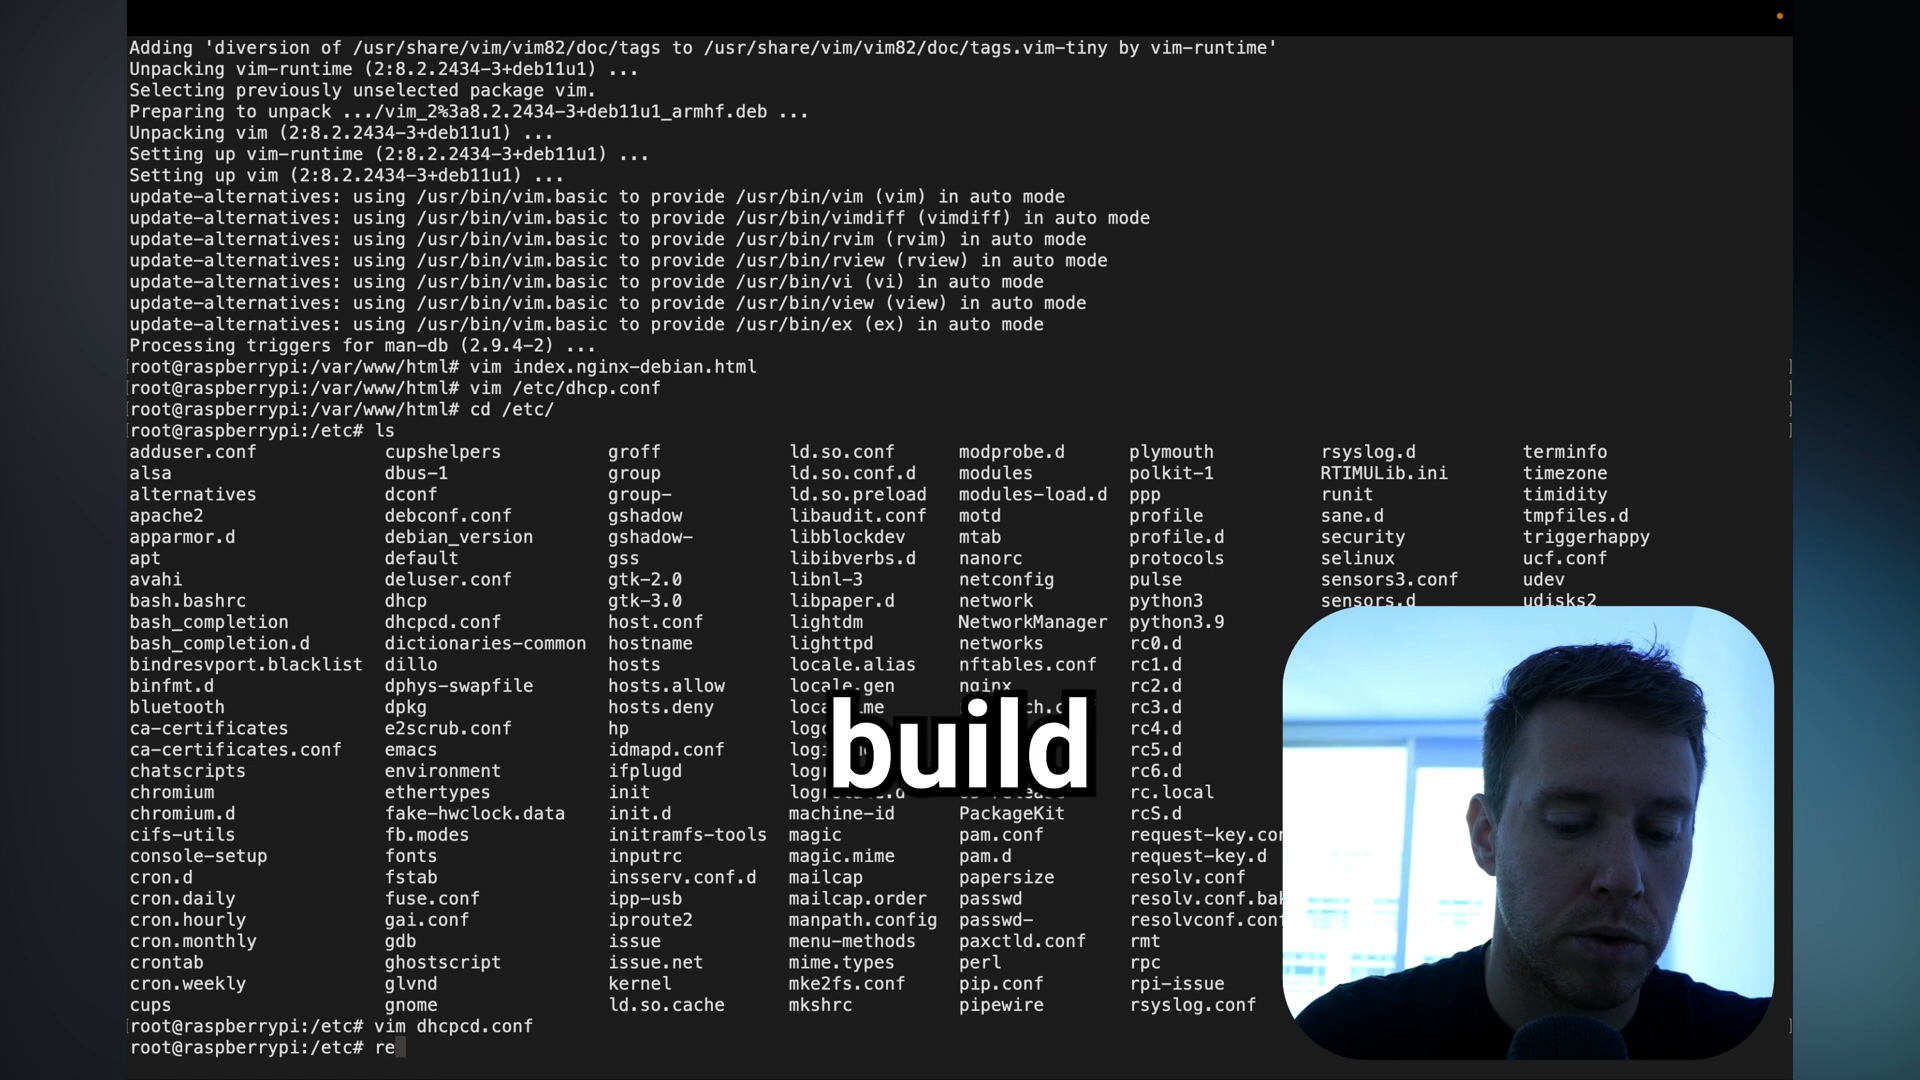 Adding 'diversion of /usr/share/vim/vim82/doc/tags to /usr/share/vim/vim82/doc/tags.vim-tiny by vim-runtime'
Unpacking vim-runtime (2:8.2.2434-3+deb11u1) ...
Selecting previously unselected package vim.
Preparing to unpack .../vim_2%3a8.2.2434-3+deb11u1_armhf.deb ...
Unpacking vim (2:8.2.2434-3+deb11u1) ...
Setting up vim-runtime (2:8.2.2434-3+deb11u1) ...
Setting up vim (2:8.2.2434-3+deb11u1) ...
update-alternatives: using /usr/bin/vim.basic to provide /usr/bin/vim (vim) in auto mode
update-alternatives: using /usr/bin/vim.basic to provide /usr/bin/vimdiff (vimdiff) in auto mode
update-alternatives: using /usr/bin/vim.basic to provide /usr/bin/rvim (rvim) in auto mode
update-alternatives: using /usr/bin/vim.basic to provide /usr/bin/rview (rview) in auto mode
update-alternatives: using /usr/bin/vim.basic to provide /usr/bin/vi (vi) in auto mode
update-alternatives: using /usr/bin/vim.basic to provide /usr/bin/view (view) in auto mode
update-alternatives: using /usr/bin/vim.basic to provide /usr/bin/ex (ex) in auto mode
Processing triggers for man-db (2.9.4-2) ...
[root@raspberrypi:/var/www/html# vim index.nginx-debian.html ]
[root@raspberrypi:/var/www/html# vim /etc/dhcp.conf ]
[root@raspberrypi:/var/www/html# cd /etc/ ]
[root@raspberrypi:/etc# ls ]
adduser.conf cupshelpers groff ld.so.conf modprobe.d plymouth rsyslog.d terminfo
alsa dbus-1 group ld.so.conf.d modules polkit-1 RTIMULib.ini timezone
alternatives dconf group- ld.so.preload modules-load.d ppp runit timidity
apache2 debconf.conf gshadow libaudit.conf motd profile sane.d tmpfiles.d
apparmor.d debian_version gshadow- libblockdev mtab profile.d security triggerhappy
apt default gss libibverbs.d nanorc protocols selinux ucf.conf
avahi deluser.conf gtk-2.0 libnl-3 netconfig pulse sensors3.conf udev
bash.bashrc dhcp gtk-3.0 libpaper.d network python3 sensors.d udisks2
bash_completion dhcpcd.conf host.conf lightdm NetworkManager python3.9
bash_completion.d dictionaries-common hostname lighttpd networks rc0.d
bindresvport.blacklist dillo hosts locale.alias nftables.conf rc1.d
binfmt.d dphys-swapfile hosts.allow locale.gen nginx rc2.d
bluetooth dpkg hosts.deny rc3.d
ca-certificates e2scrub.conf hp rc4.d
ca-certificates.conf emacs idmapd.conf rc5.d
chatscripts environment ifplugd rc6.d
chromium ethertypes init rc.local
chromium.d fake-hwclock.data init.d machine-id PackageKit rcS.d
cifs-utils fb.modes initramfs-tools magic pam.conf request-key.con
console-setup fonts inputrc magic.mime pam.d request-key.d
cron.d fstab insserv.conf.d mailcap papersize resolv.conf
cron.daily fuse.conf ipp-usb mailcap.order passwd resolv.conf.bak
cron.hourly gai.conf iproute2 manpath.config passwd- resolvconf.conf
cron.monthly gdb issue menu-methods paxctld.conf rmt
crontab ghostscript issue.net mime.types perl rpc
cron.weekly glvnd kernel mke2fs.conf pip.conf rpi-issue
cups gnome ld.so.cache mkshrc pipewire rsyslog.conf
[root@raspberrypi:/etc# vim dhcpcd.conf ]
root@raspberrypi:/etc# re
build